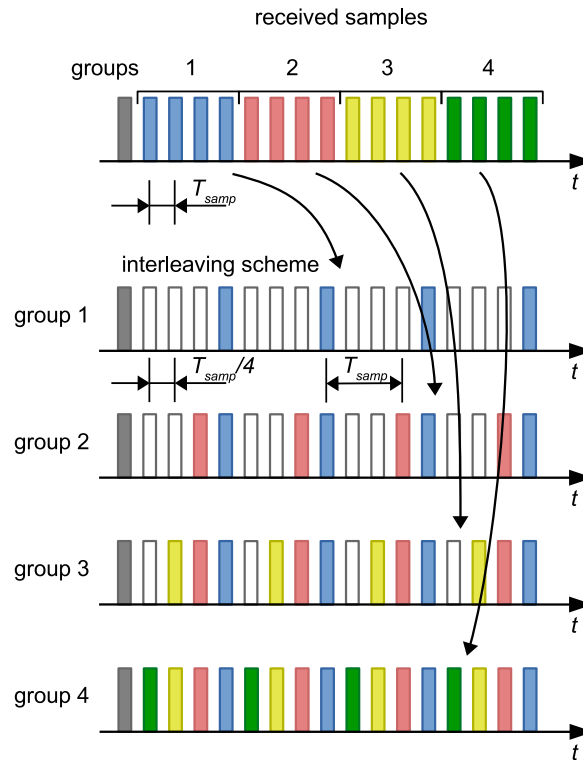 received samples
groups 1 2 3 4
t
T_samp
interleaving scheme
group 1
t
T_samp/4 T_samp
group 2
t
group 3
t
group 4
t